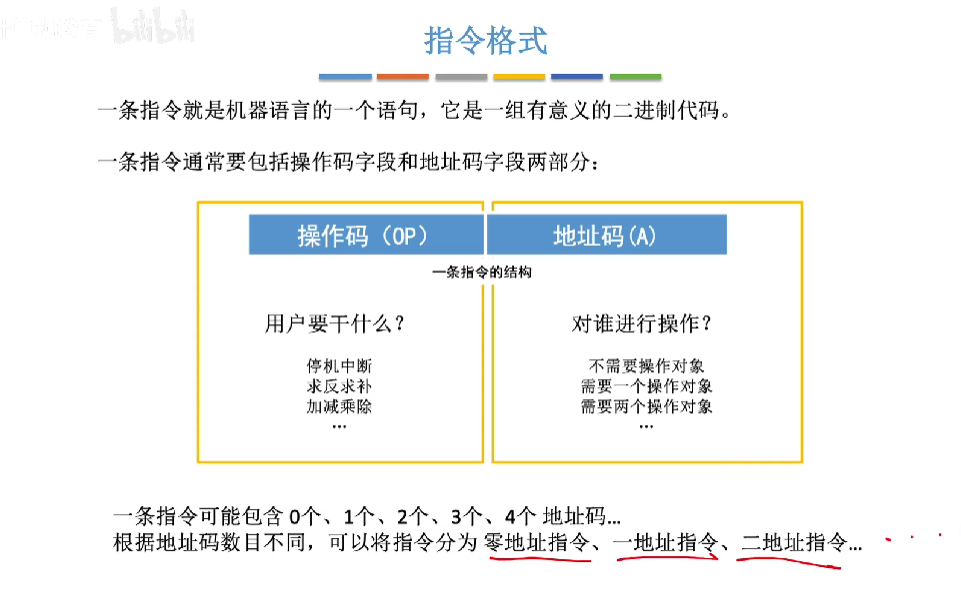 bilibili
指令格式
一条指令就是机器语言的一个语句，它是一组有意义的二进制代码。
一条指令通常要包括操作码字段和地址码字段两部分：
操作码（OP） 地址码(A)
一条指令的结构
用户要干什么？ 对谁进行操作？
停机中断 不需要操作对象
求反求补 需要一个操作对象
加减乘除 需要两个操作对象
… …
一条指令可能包含 0个、1个、2个、3个、4个 地址码…
根据地址码数目不同，可以将指令分为 零地址指令、一地址指令、二地址指令…